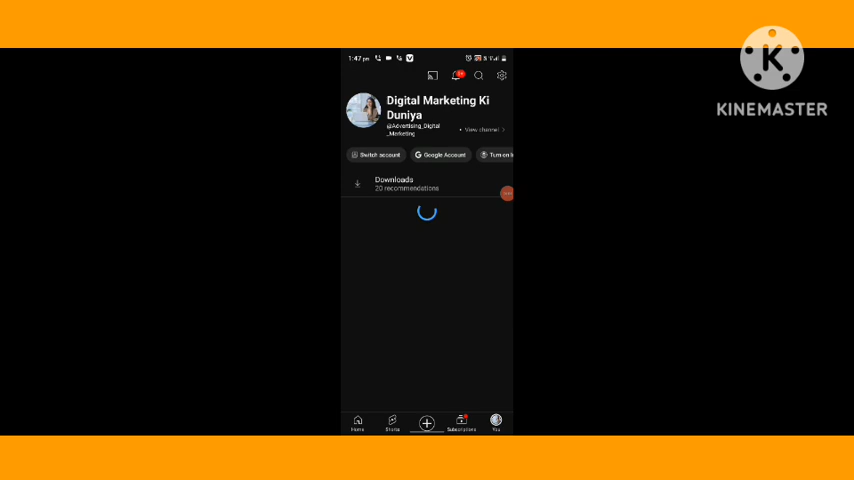 1:47 pm
KINEMASTER
Digital Marketing Ki
Duniya
@Advertising_Digital
_Marketing
• View channel
Switch account
Google Account
Turn on
Downloads
20 recommendations
Home
Shorts
Subscriptions
You